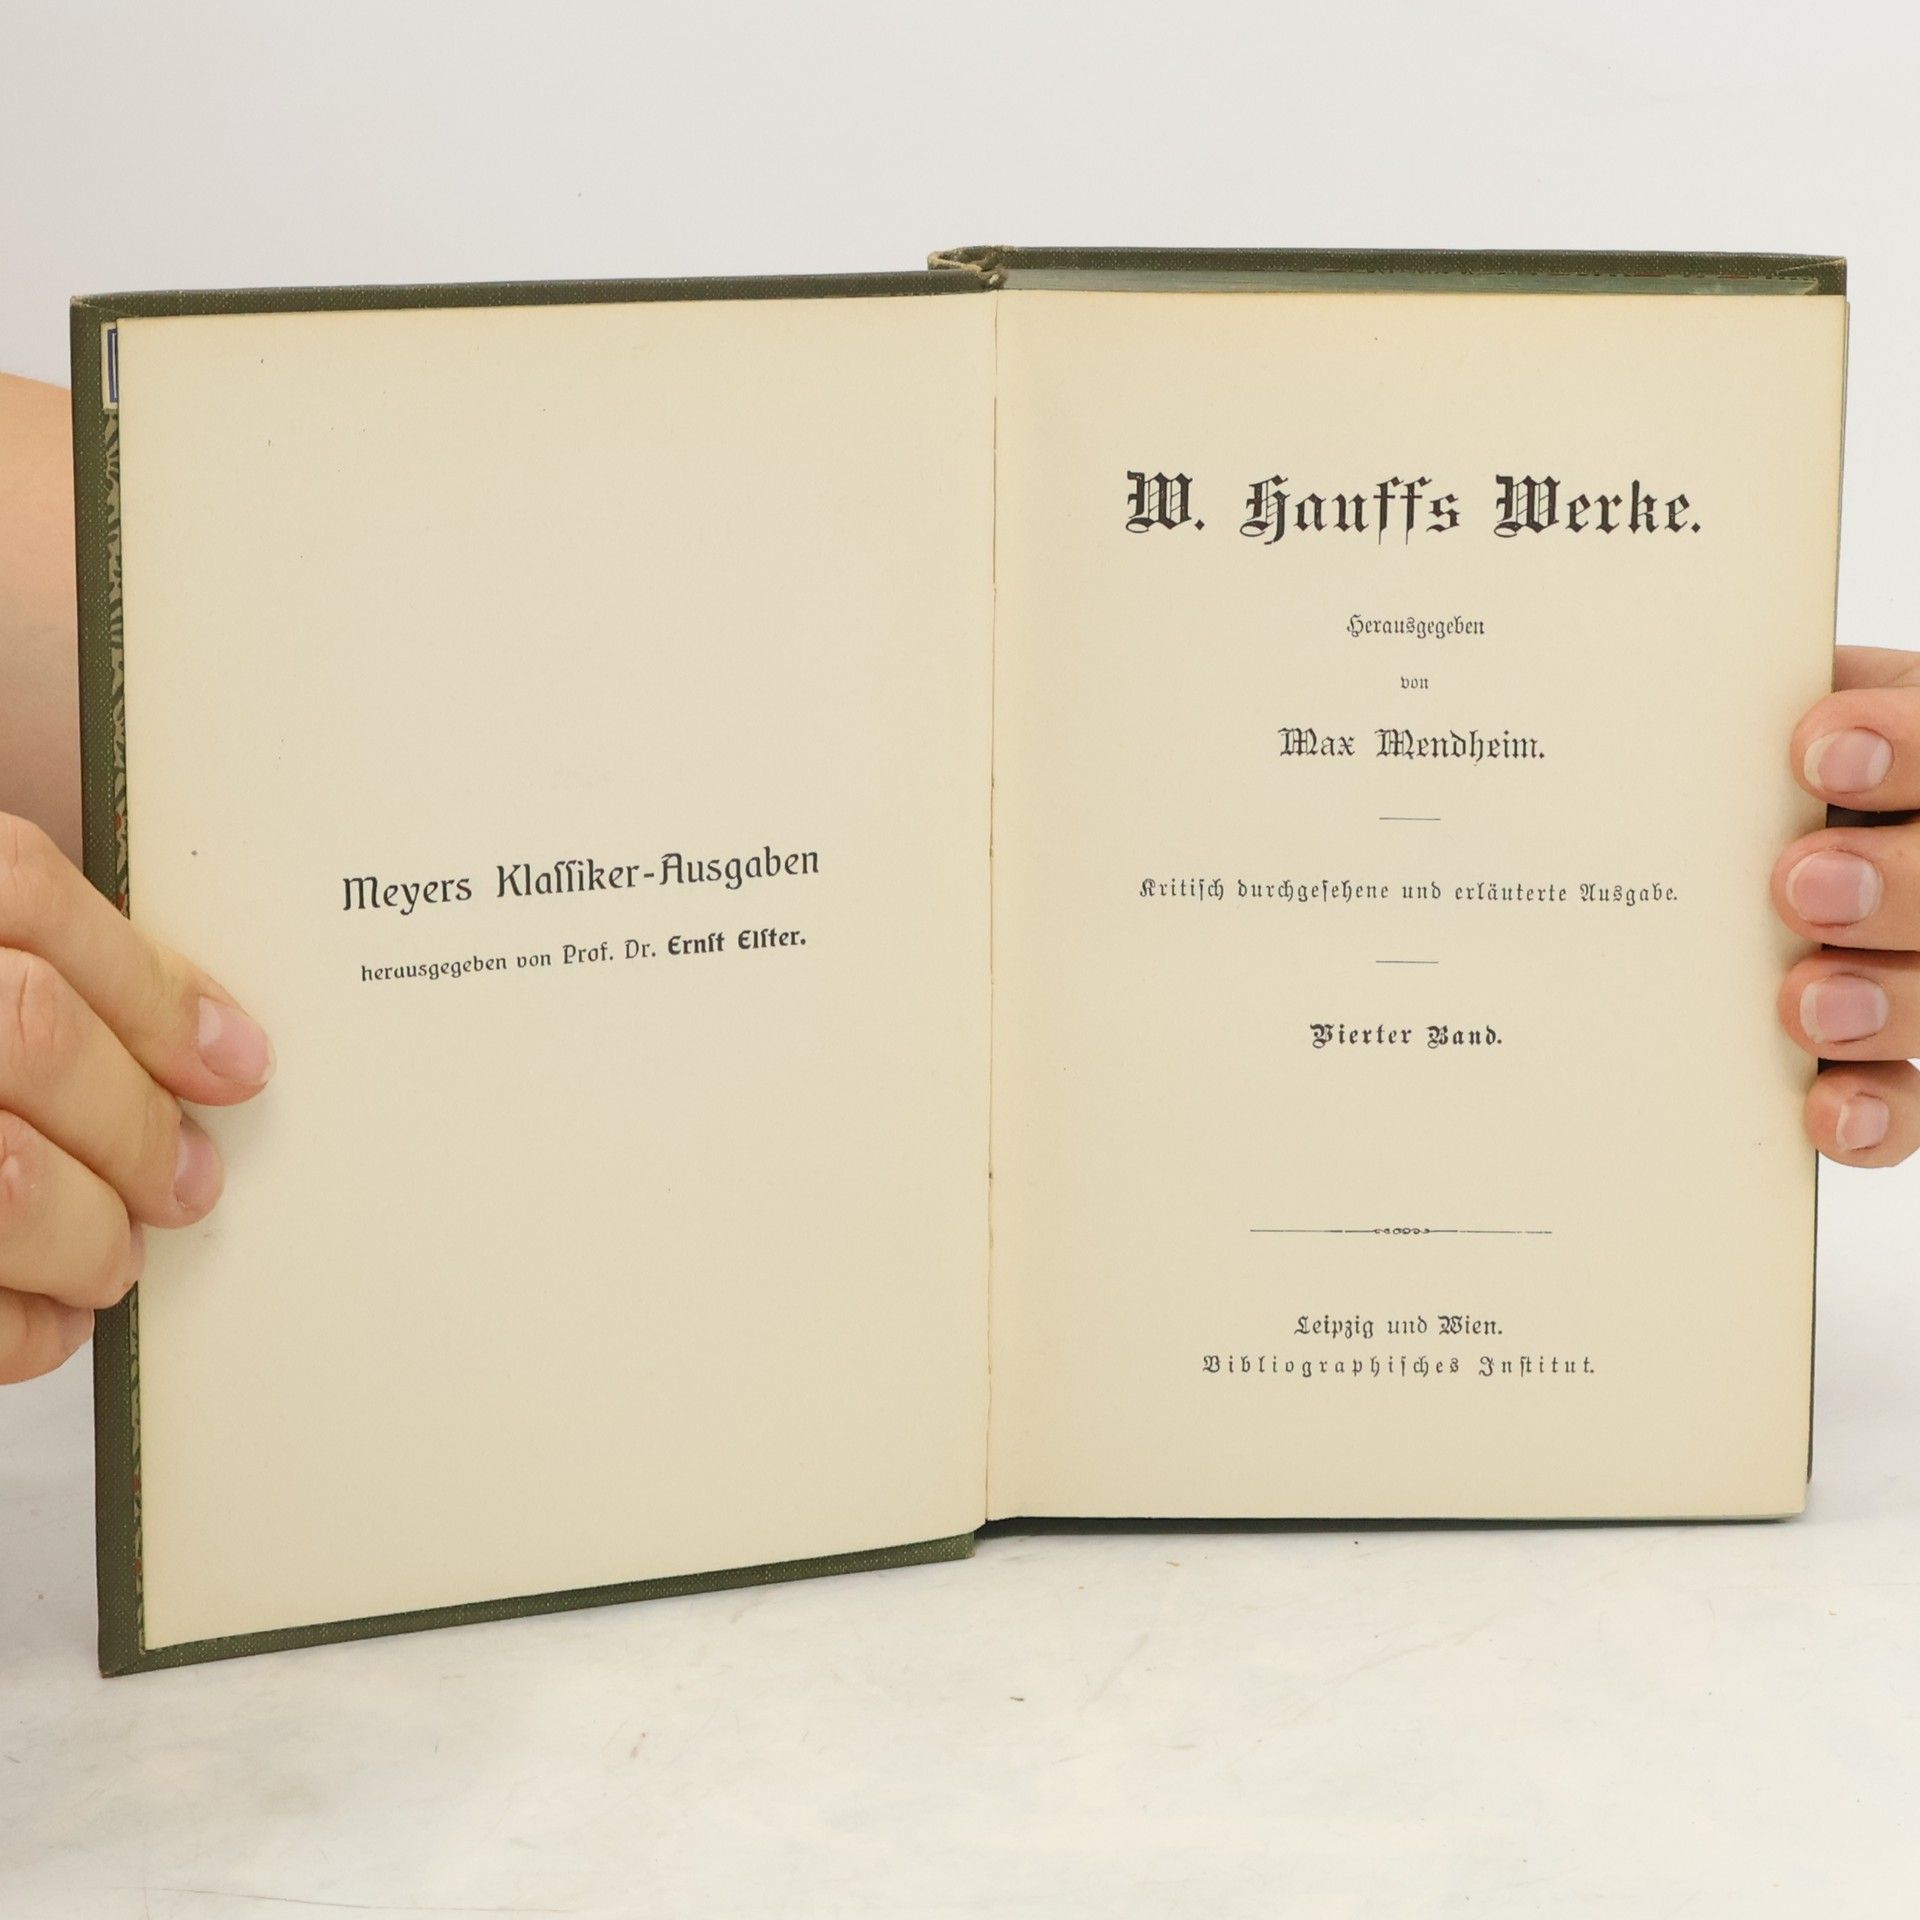 Meyers Klaſſiker-Ausgaben
herausgegeben von Prof. Dr. Ernſt Elſter.
W. Hauffs Werke.
Herausgegeben
von
Max Mendheim.
Kritiſch durchgeſehene und erläuterte Ausgabe.
Vierter Band.
Leipzig und Wien.
Bibliographiſches Inſtitut.